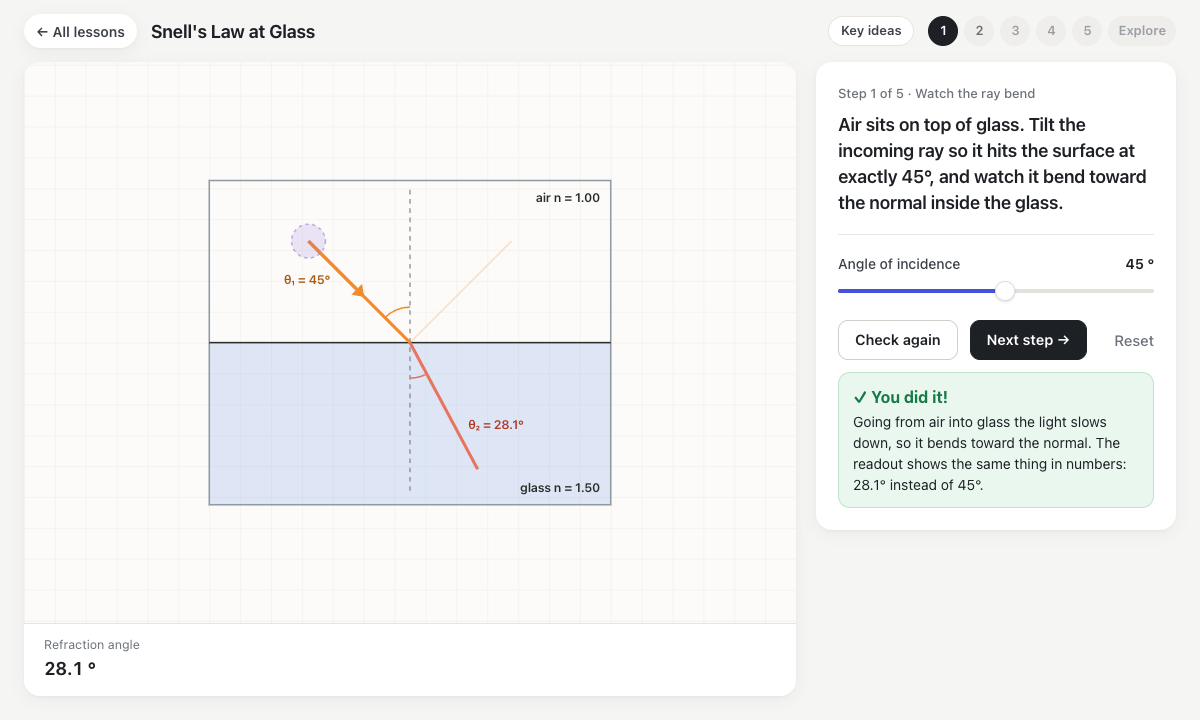 ← All lessons
Snell's Law at Glass
Key ideas
1
2
3
4
5
Explore
air n = 1.00
θ₁ = 45°
θ₂ = 28.1°
glass n = 1.50
Refraction angle
28.1 °
Step 1 of 5 · Watch the ray bend
Air sits on top of glass. Tilt the
incoming ray so it hits the surface at
exactly 45°, and watch it bend toward
the normal inside the glass.
Angle of incidence
45 °
Check again
Next step →
Reset
✓ You did it!
Going from air into glass the light slows
down, so it bends toward the normal. The
readout shows the same thing in numbers:
28.1° instead of 45°.